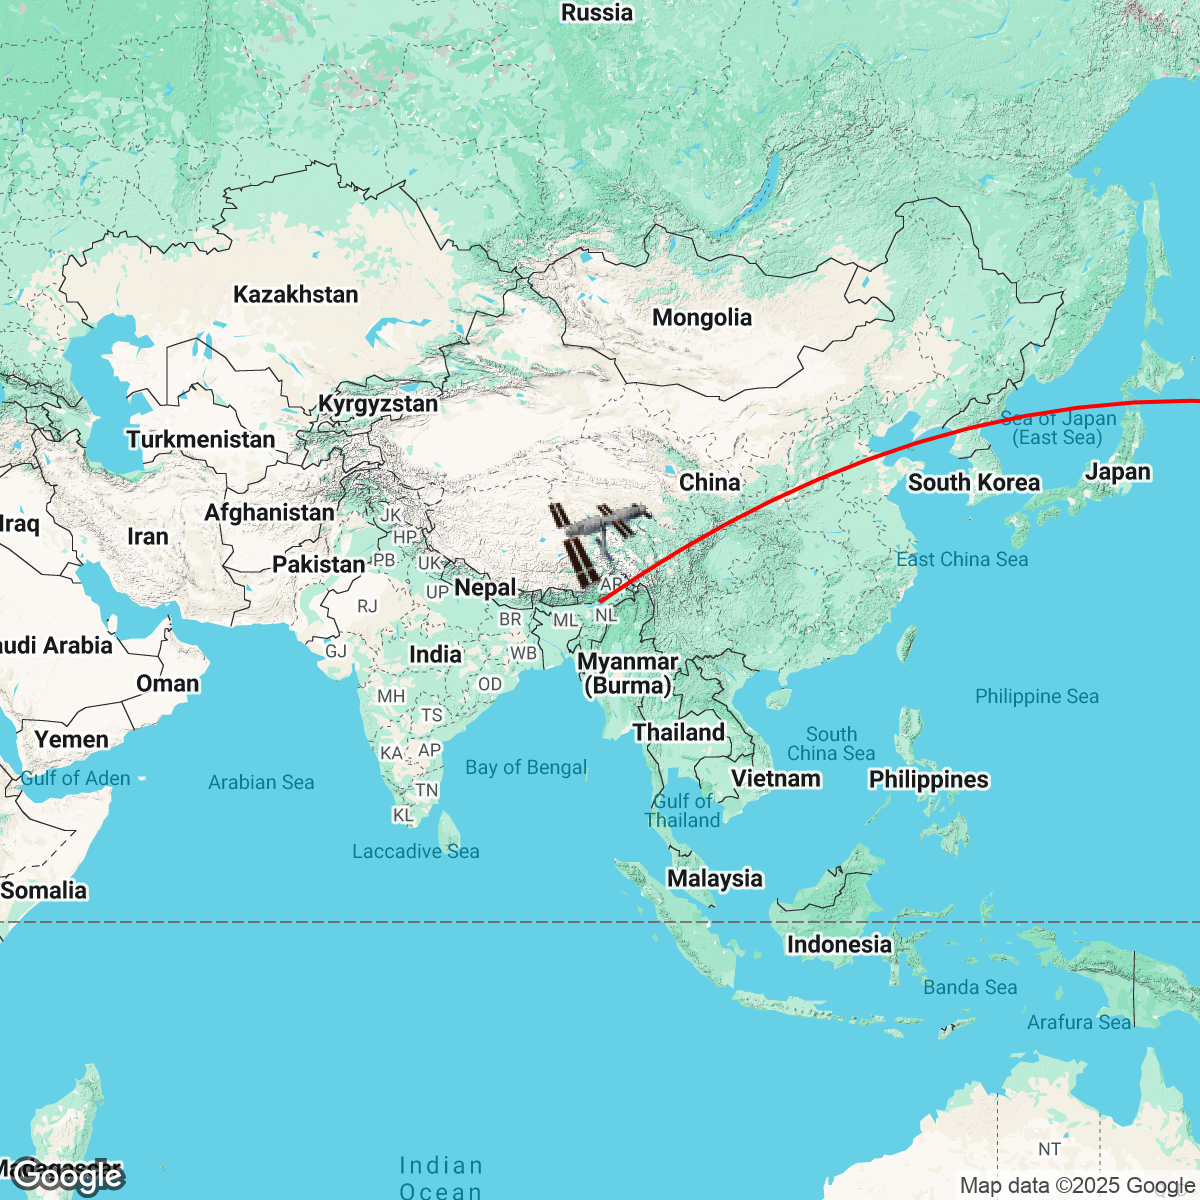 Russia
Kazakhstan
Mongolia
Kyrgyzstan
Sea of Japan
(East Sea)
Turkmenistan
Japan
China
South Korea
Afghanistan
JK
Iraq
Iran
HP
East China Sea
Pakistan
PB
UK
Nepal
AR
UP
RJ
BR
ML
NL
Saudi Arabia
GJ
India
WB
Myanmar
(Burma)
Oman
OD
MH
Philippine Sea
TS
Yemen
Thailand
South
China Sea
KA
AP
Gulf of Aden
Arabian Sea
Bay of Bengal
Vietnam
Philippines
TN
Gulf of
Thailand
KL
Laccadive Sea
Malaysia
Somalia
Indonesia
Banda Sea
Arafura Sea
NT
Indian
Ocean
Madagascar
Google
Map data ©2025 Google